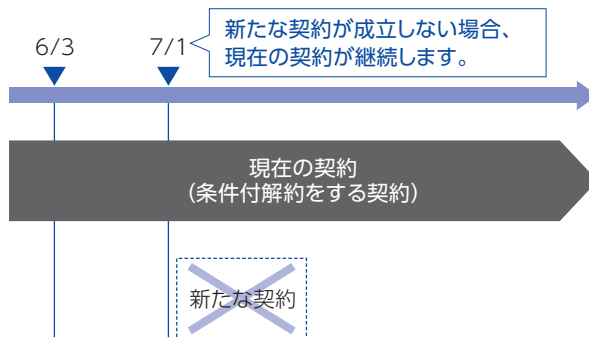 新たな契約が成立しない場合、
現在の契約が継続します。
6/3
7/1
現在の契約
（条件付解約をする契約）
新たな契約